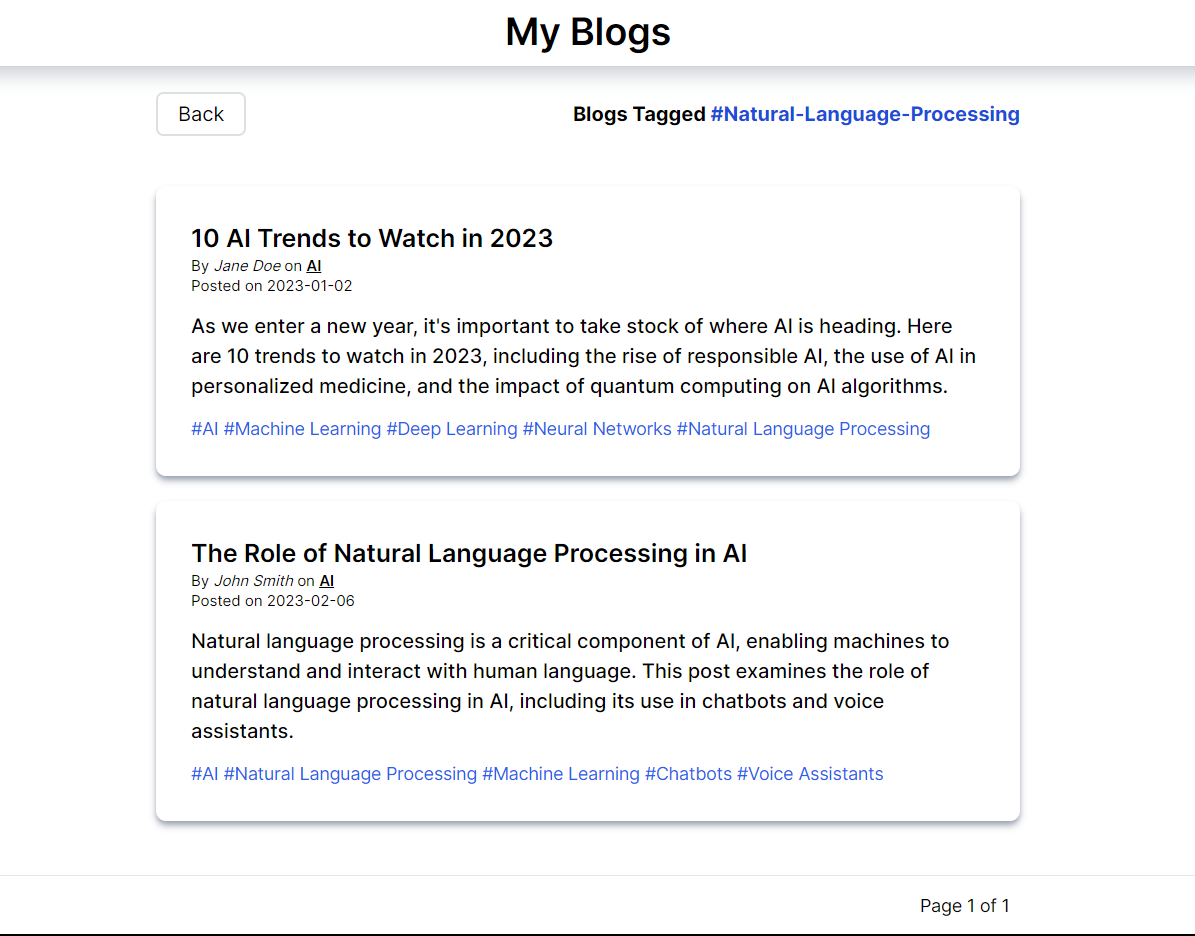 My Blogs
Back
Blogs Tagged #Natural-Language-Processing
10 AI Trends to Watch in 2023
By Jane Doe on AI
Posted on 2023-01-02
As we enter a new year, it's important to take stock of where AI is heading. Here
are 10 trends to watch in 2023, including the rise of responsible AI, the use of AI in
personalized medicine, and the impact of quantum computing on AI algorithms.
#AI #Machine Learning #Deep Learning #Neural Networks #Natural Language Processing
The Role of Natural Language Processing in AI
By John Smith on AI
Posted on 2023-02-06
Natural language processing is a critical component of AI, enabling machines to
understand and interact with human language. This post examines the role of
natural language processing in AI, including its use in chatbots and voice
assistants.
#AI #Natural Language Processing #Machine Learning #Chatbots #Voice Assistants
Page 1 of 1